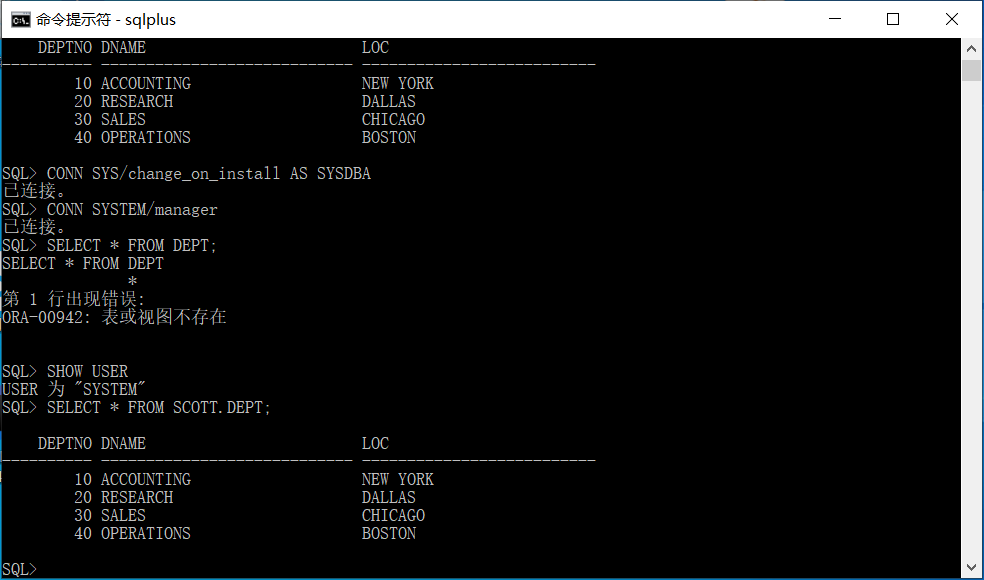 命令提示符 - sqlplus
    DEPTNO DNAME                        LOC
---------- ---------------------------- --------------------------
        10 ACCOUNTING                   NEW YORK
        20 RESEARCH                     DALLAS
        30 SALES                        CHICAGO
        40 OPERATIONS                   BOSTON
SQL> CONN SYS/change_on_install AS SYSDBA
已连接。
SQL> CONN SYSTEM/manager
已连接。
SQL> SELECT * FROM DEPT;
SELECT * FROM DEPT
              *
第 1 行出现错误:
ORA-00942: 表或视图不存在
SQL> SHOW USER
USER 为 "SYSTEM"
SQL> SELECT * FROM SCOTT.DEPT;
    DEPTNO DNAME                        LOC
---------- ---------------------------- --------------------------
        10 ACCOUNTING                   NEW YORK
        20 RESEARCH                     DALLAS
        30 SALES                        CHICAGO
        40 OPERATIONS                   BOSTON
SQL>